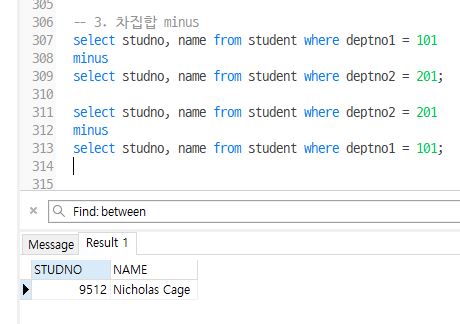 305
306 -- 3. 차집합 minus
307 select studno, name from student where deptno1 = 101
308 minus
309 select studno, name from student where deptno2 = 201;
310
311 select studno, name from student where deptno2 = 201
312 minus
313 select studno, name from student where deptno1 = 101;
314
315
× Find: between
Message Result 1
STUDNO NAME
9512 Nicholas Cage